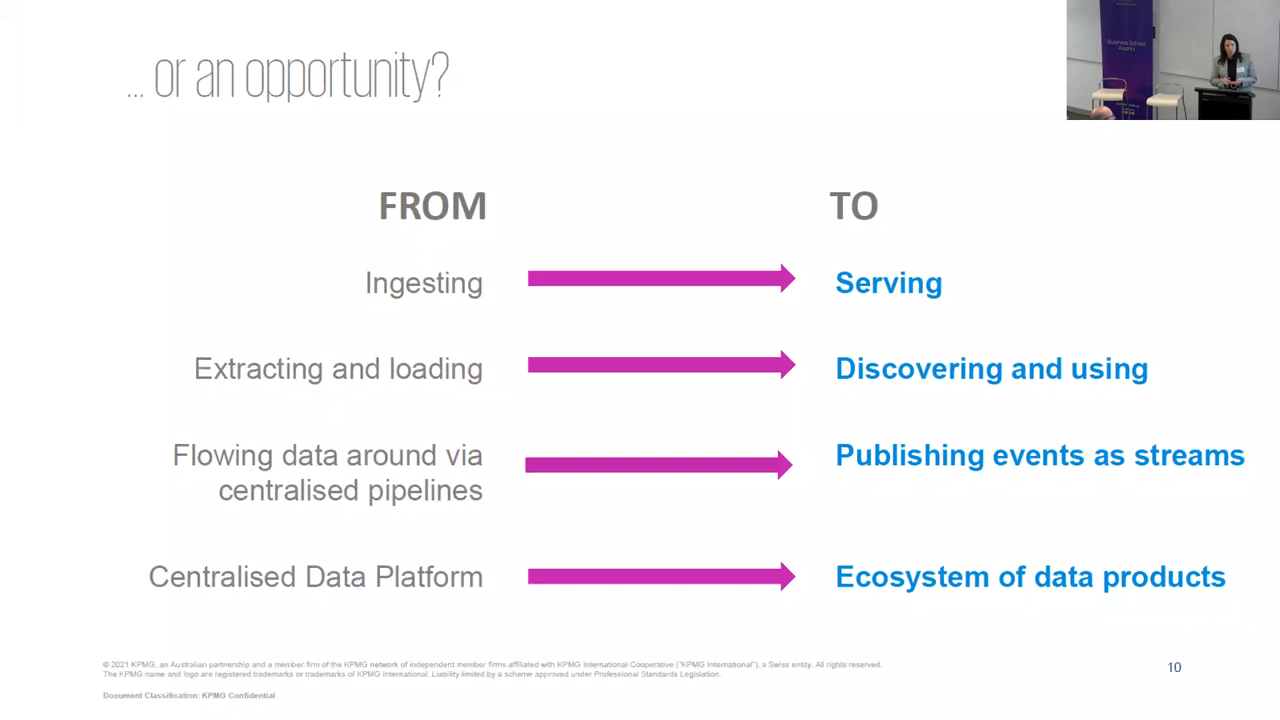 ... or an opportunity?
Business School
Alumni
FROM
TO
Ingesting
Serving
Extracting and loading
Discovering and using
Flowing data around via
centralised pipelines
Publishing events as streams
Centralised Data Platform
Ecosystem of data products
© 2021 KPMG, an Australian partnership and a member firm of the KPMG network of independent member firms affiliated with KPMG International Cooperative ("KPMG International"), a Swiss entity. All rights reserved.
The KPMG name and logo are registered trademarks or trademarks of KPMG International. Liability limited by a scheme approved under Professional Standards Legislation.
10
Document Classification: KPMG Confidential